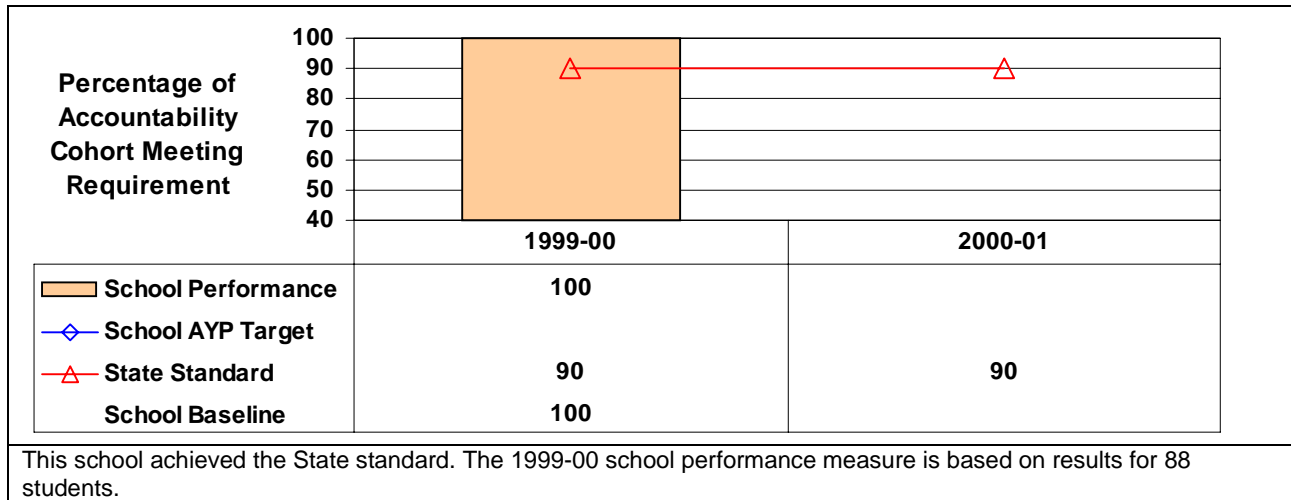 Percentage of
Accountability
Cohort Meeting
Requirement
100
90
80
70
60
50
40
1999-00 2000-01
School Performance 100
School AYP Target
State Standard 90 90
School Baseline 100
This school achieved the State standard. The 1999-00 school performance measure is based on results for 88
students.